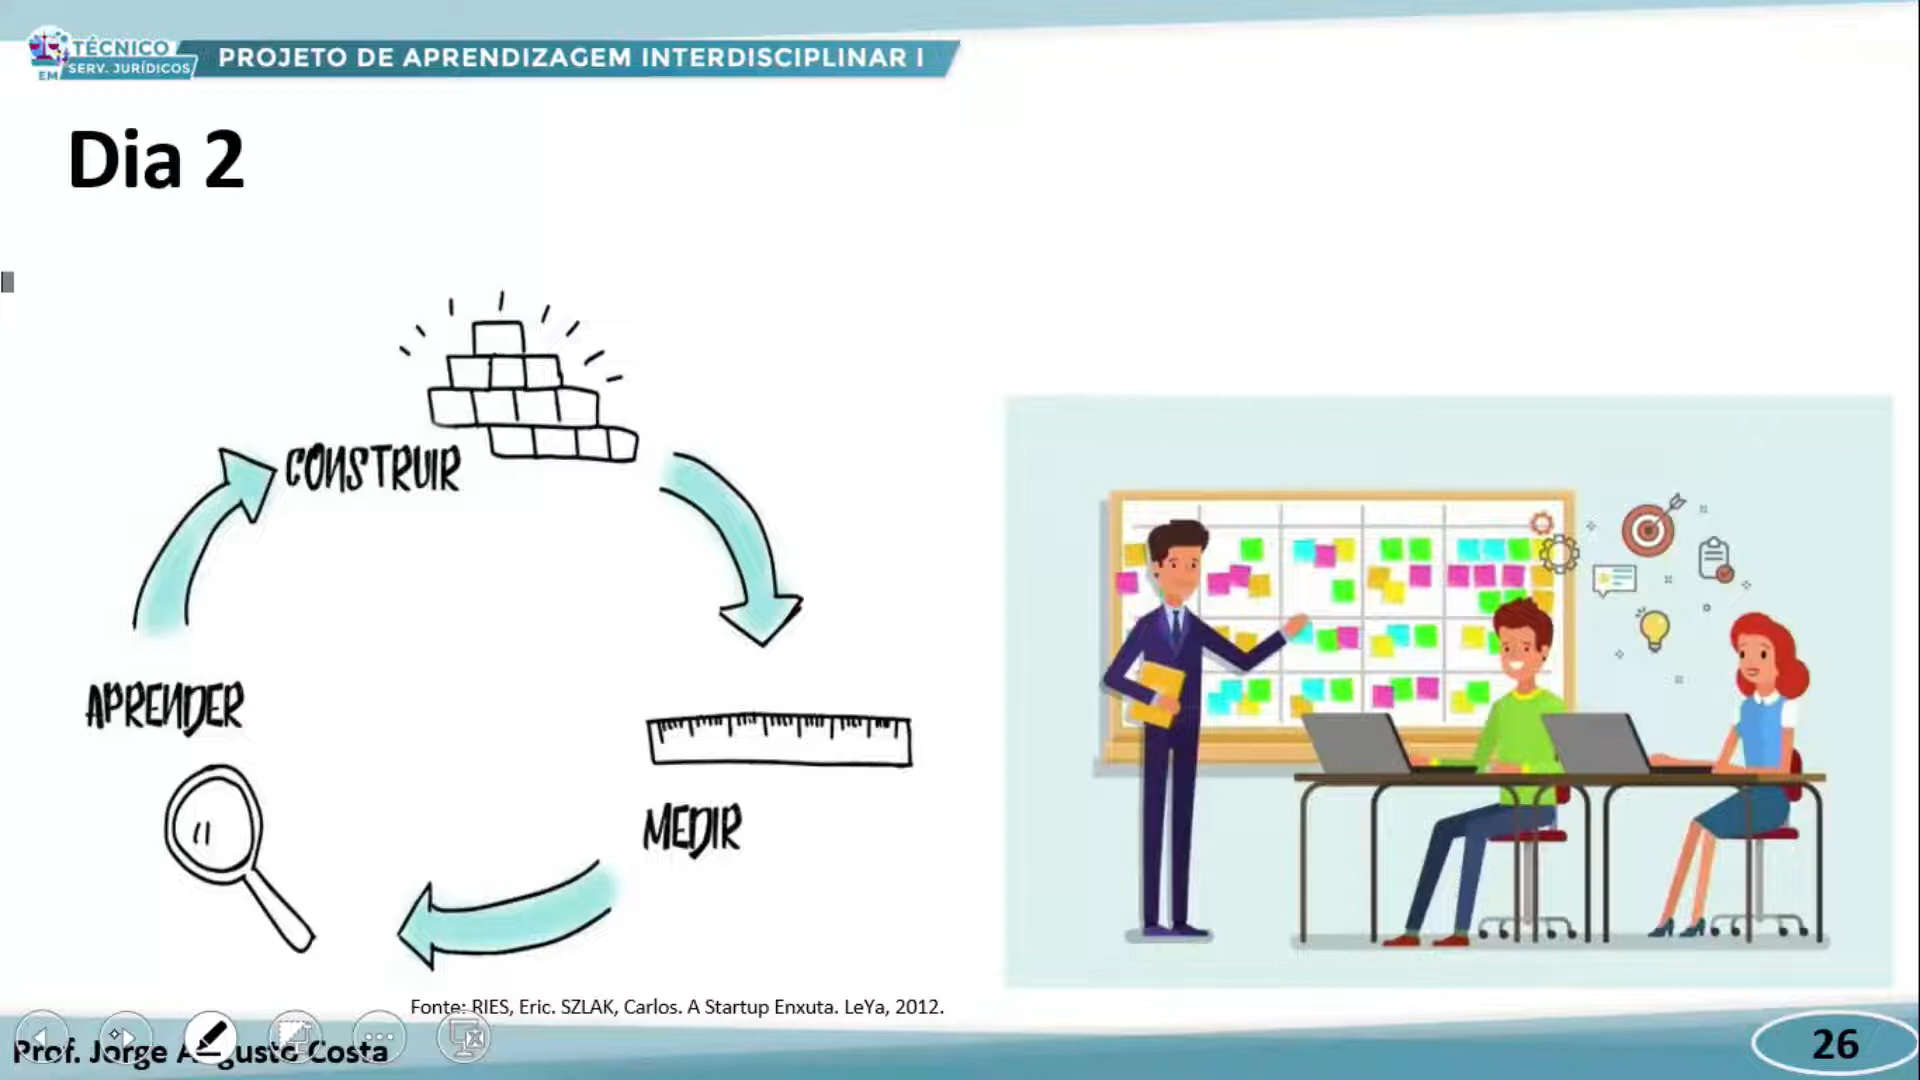 TÉCNICO
EM SERV. JURÍDICOS
PROJETO DE APRENDIZAGEM INTERDISCIPLINAR I
Dia 2
CONSTRUIR
APRENDER
MEDIR
Fonte: RIES, Eric. SZLAK, Carlos. A Startup Enxuta. LeYa, 2012.
Prof. Jorge Augusto Costa
26